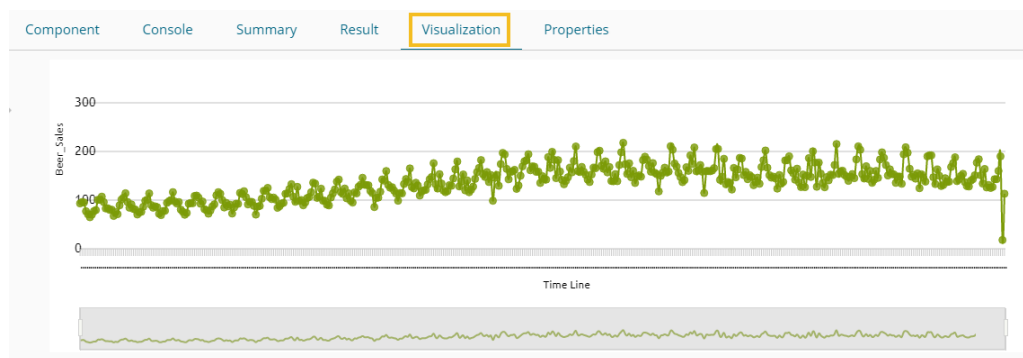 Component Console Summary Result Visualization Properties
300
200
100
0
Beer_Sales
Time Line